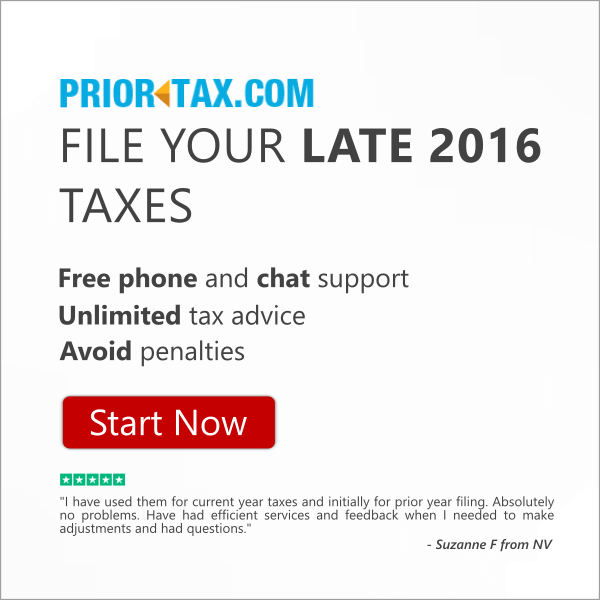 PRIOR TAX.COM
FILE YOUR LATE 2016
TAXES
Free phone and chat support
Unlimited tax advice
Avoid penalties
Start Now
"I have used them for current year taxes and initially for prior year filing. Absolutely
no problems. Have had efficient services and feedback when I needed to make
adjustments and had questions."
- Suzanne F from NV